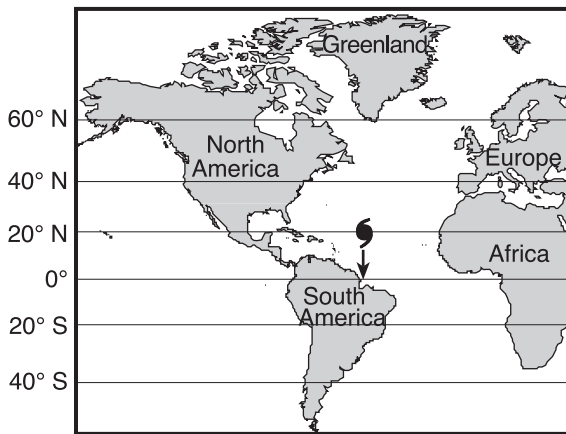 Greenland
60° N
North
America
Europe
40° N
20° N
Africa
0°
South
America
20° S
40° S